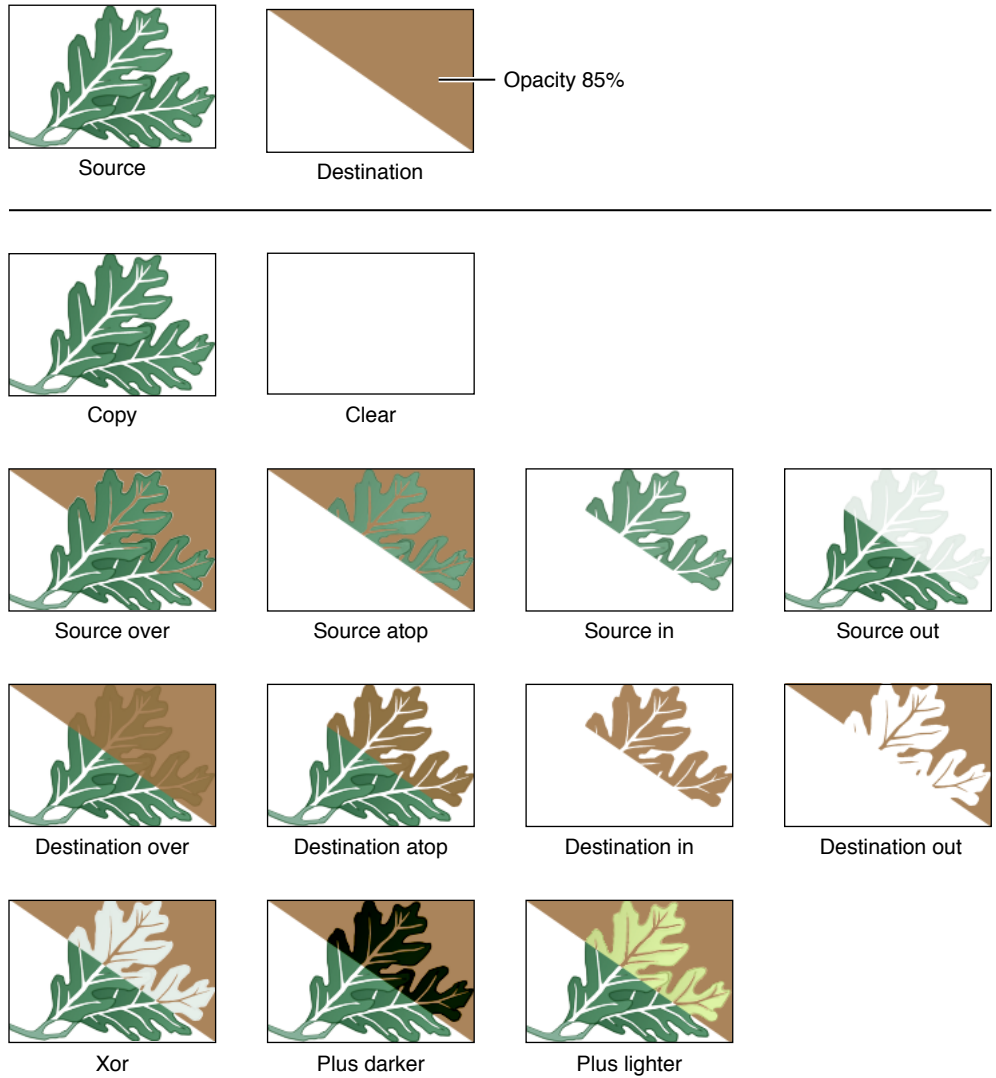 Opacity 85%
Source
Destination
Copy
Clear
Source over
Source atop
Source in
Source out
Destination over
Destination atop
Destination in
Destination out
Xor
Plus darker
Plus lighter